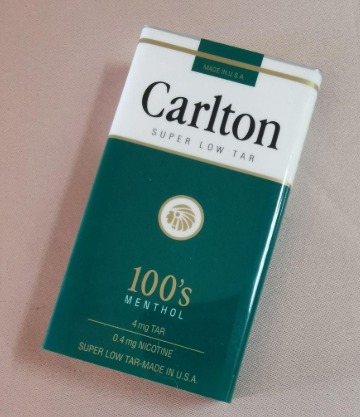 MADE IN U.S.A.
Carlton
SUPER LOW TAR
100's
MENTHOL
4 mg TAR
0.4 mg NICOTINE
SUPER LOW TAR-MADE IN U.S.A.